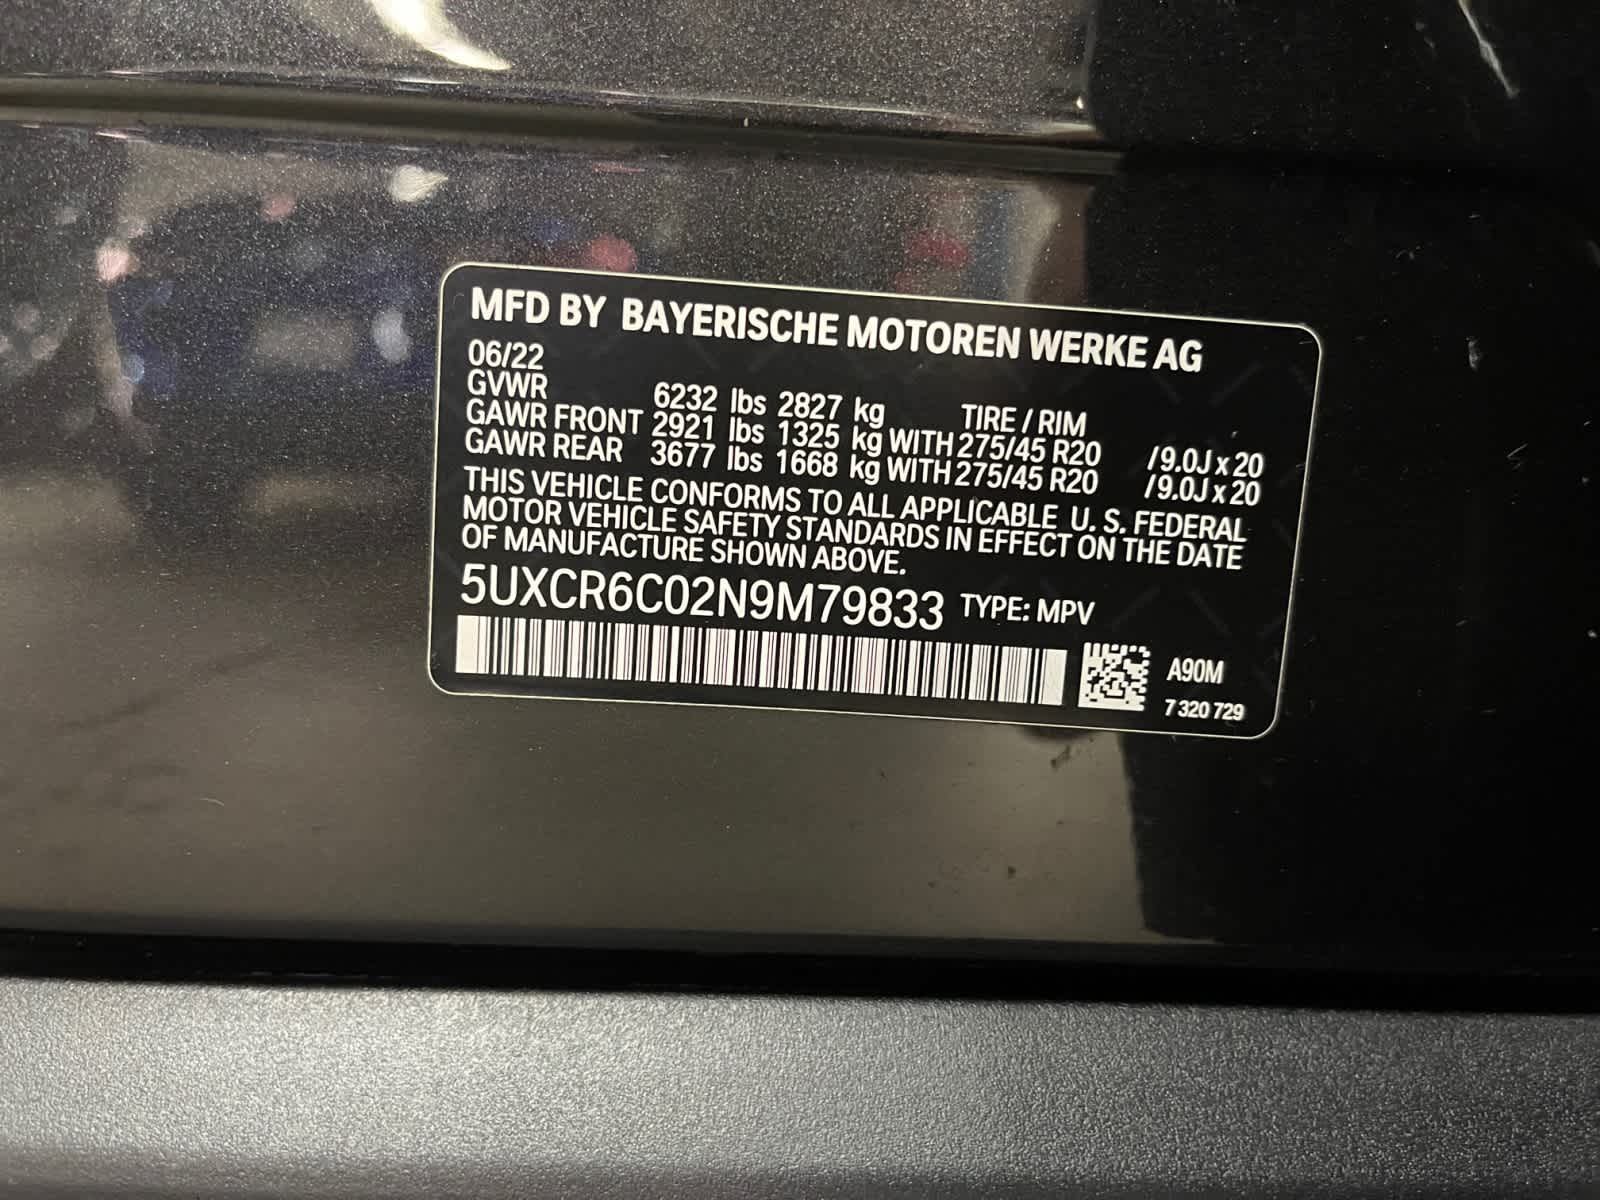 MFD BY BAYERISCHE MOTOREN WERKE AG
06/22
GVWR 6232 lbs 2827 kg TIRE / RIM
GAWR FRONT 2921 lbs 1325 kg WITH 275/45 R20 /9.0J x 20
GAWR REAR 3677 lbs 1668 kg WITH 275/45 R20 /9.0J x 20
THIS VEHICLE CONFORMS TO ALL APPLICABLE U. S. FEDERAL
MOTOR VEHICLE SAFETY STANDARDS IN EFFECT ON THE DATE
OF MANUFACTURE SHOWN ABOVE.
5UXCR6C02N9M79833 TYPE: MPV
A90M
7 320 729